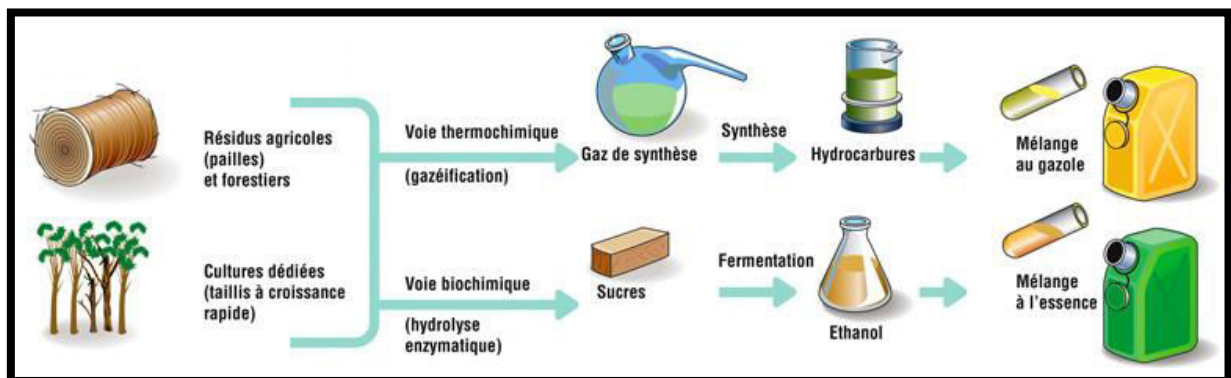 Résidus agricoles
(pailles)
et forestiers
Voie thermochimique
(gazéification)
Gaz de synthèse
Synthèse
Hydrocarbures
Mélange
au gazole
Cultures dédiées
(taillis à croissance
rapide)
Voie biochimique
(hydrolyse
enzymatique)
Sucres
Fermentation
Ethanol
Mélange
à l'essence